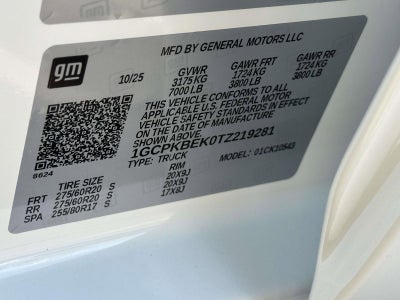 MFD BY GENERAL MOTORS LLC
gm
10/25 GVWR GAWR FRT GAWR RR
3175 KG 1724 KG 1724 KG
7000 LB 3800 LB 3800 LB
THIS VEHICLE CONFORMS TO ALL
APPLICABLE U.S. FEDERAL MOTOR
VEHICLE SAFETY STANDARDS IN EFFECT
ON THE DATE OF MANUFACTURE
SHOWN ABOVE.
1GCPKBEK0TZ219281
TYPE: TRUCK MODEL: 01CK10543
8624
TIRE SIZE RIM
FRT 275/60R20 S 20X9J
RR 275/60R20 S 20X9J
SPA 255/80R17 S 17X8J